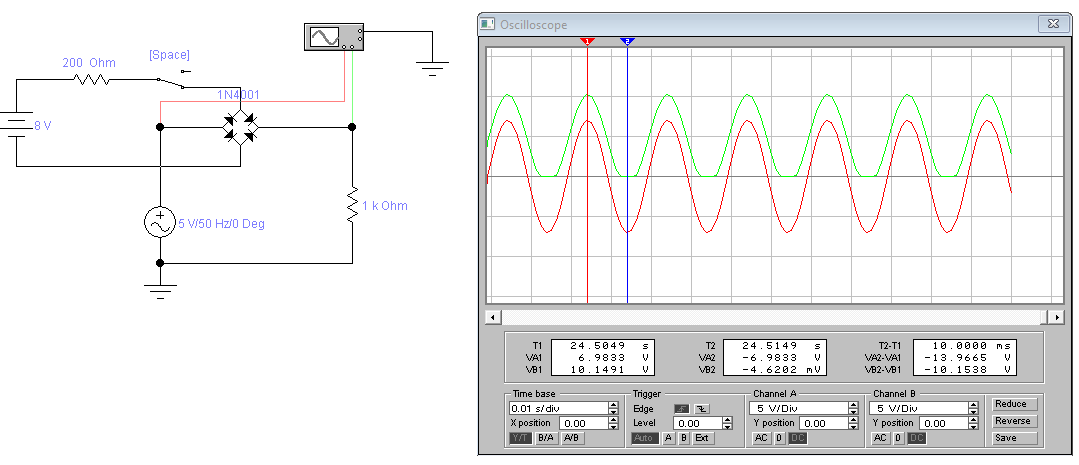 [Space]
200 Ohm
1N4001
8 V
1 k Ohm
5 V/50 Hz/0 Deg
Oscilloscope
1 2
T1 24.5049 s T2 24.5149 s T2-T1 10.0000 ms
VA1 6.9833 V VA2 -6.9833 V VA2-VA1 -13.9665 V
VB1 10.1491 V VB2 -4.6202 mV VB2-VB1 -10.1538 V
Time base Trigger Channel A Channel B Reduce
0.01 s/div Edge 5 V/Div 5 V/Div
X position 0.00 Level 0.00 Y position 0.00 Y position 0.00 Reverse
Y/T B/A A/B Auto A B Ext AC 0 DC AC 0 DC Save